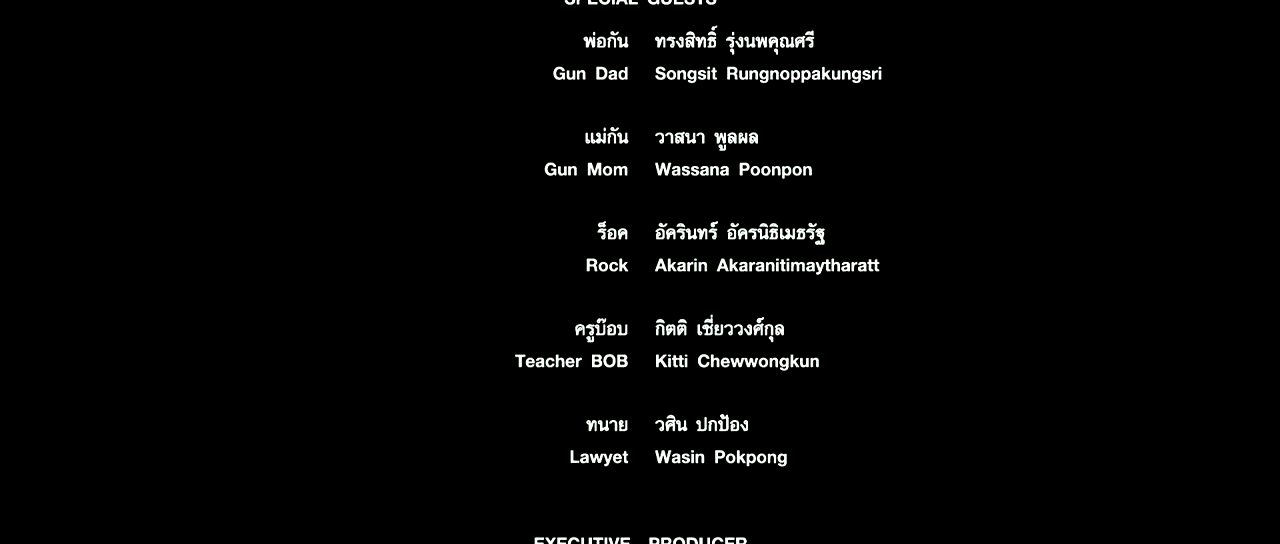 SPECIAL GUESTS
พ่อกัน ทรงสิทธิ์ รุ่งนพคุณศรี
Gun Dad Songsit Rungnoppakungsri
แม่กัน วาสนา พูลผล
Gun Mom Wassana Poonpon
ร็อค อัครินทร์ อัครนิธิเมธรัฐ
Rock Akarin Akaranitimaytharatt
ครูบ๊อบ กิตติ เชี่ยววงศ์กุล
Teacher BOB Kitti Chewwongkun
ทนาย วศิน ปกป้อง
Lawyet Wasin Pokpong
EXECUTIVE PRODUCER